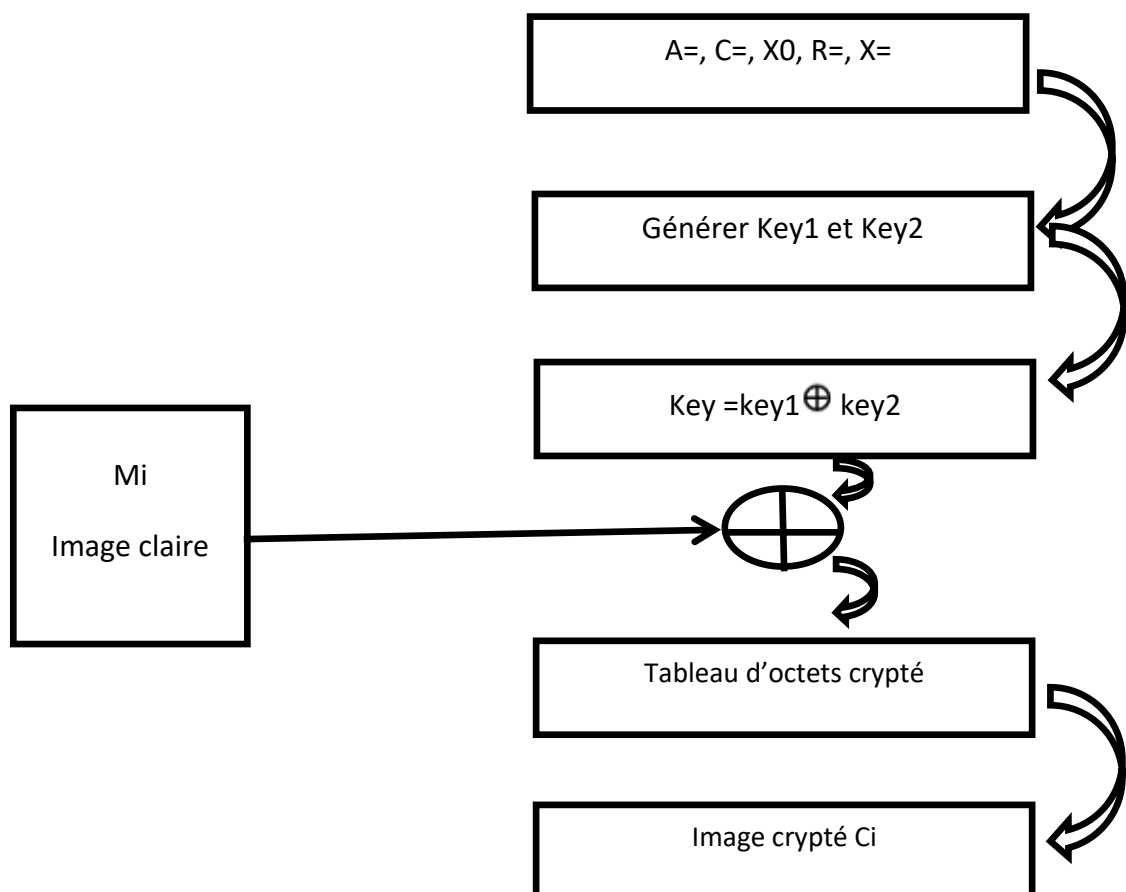 A=, C=, X0, R=, X=
Générer Key1 et Key2
Key =key1 ⊕ key2
Mi
Image claire
Tableau d’octets crypté
Image crypté Ci